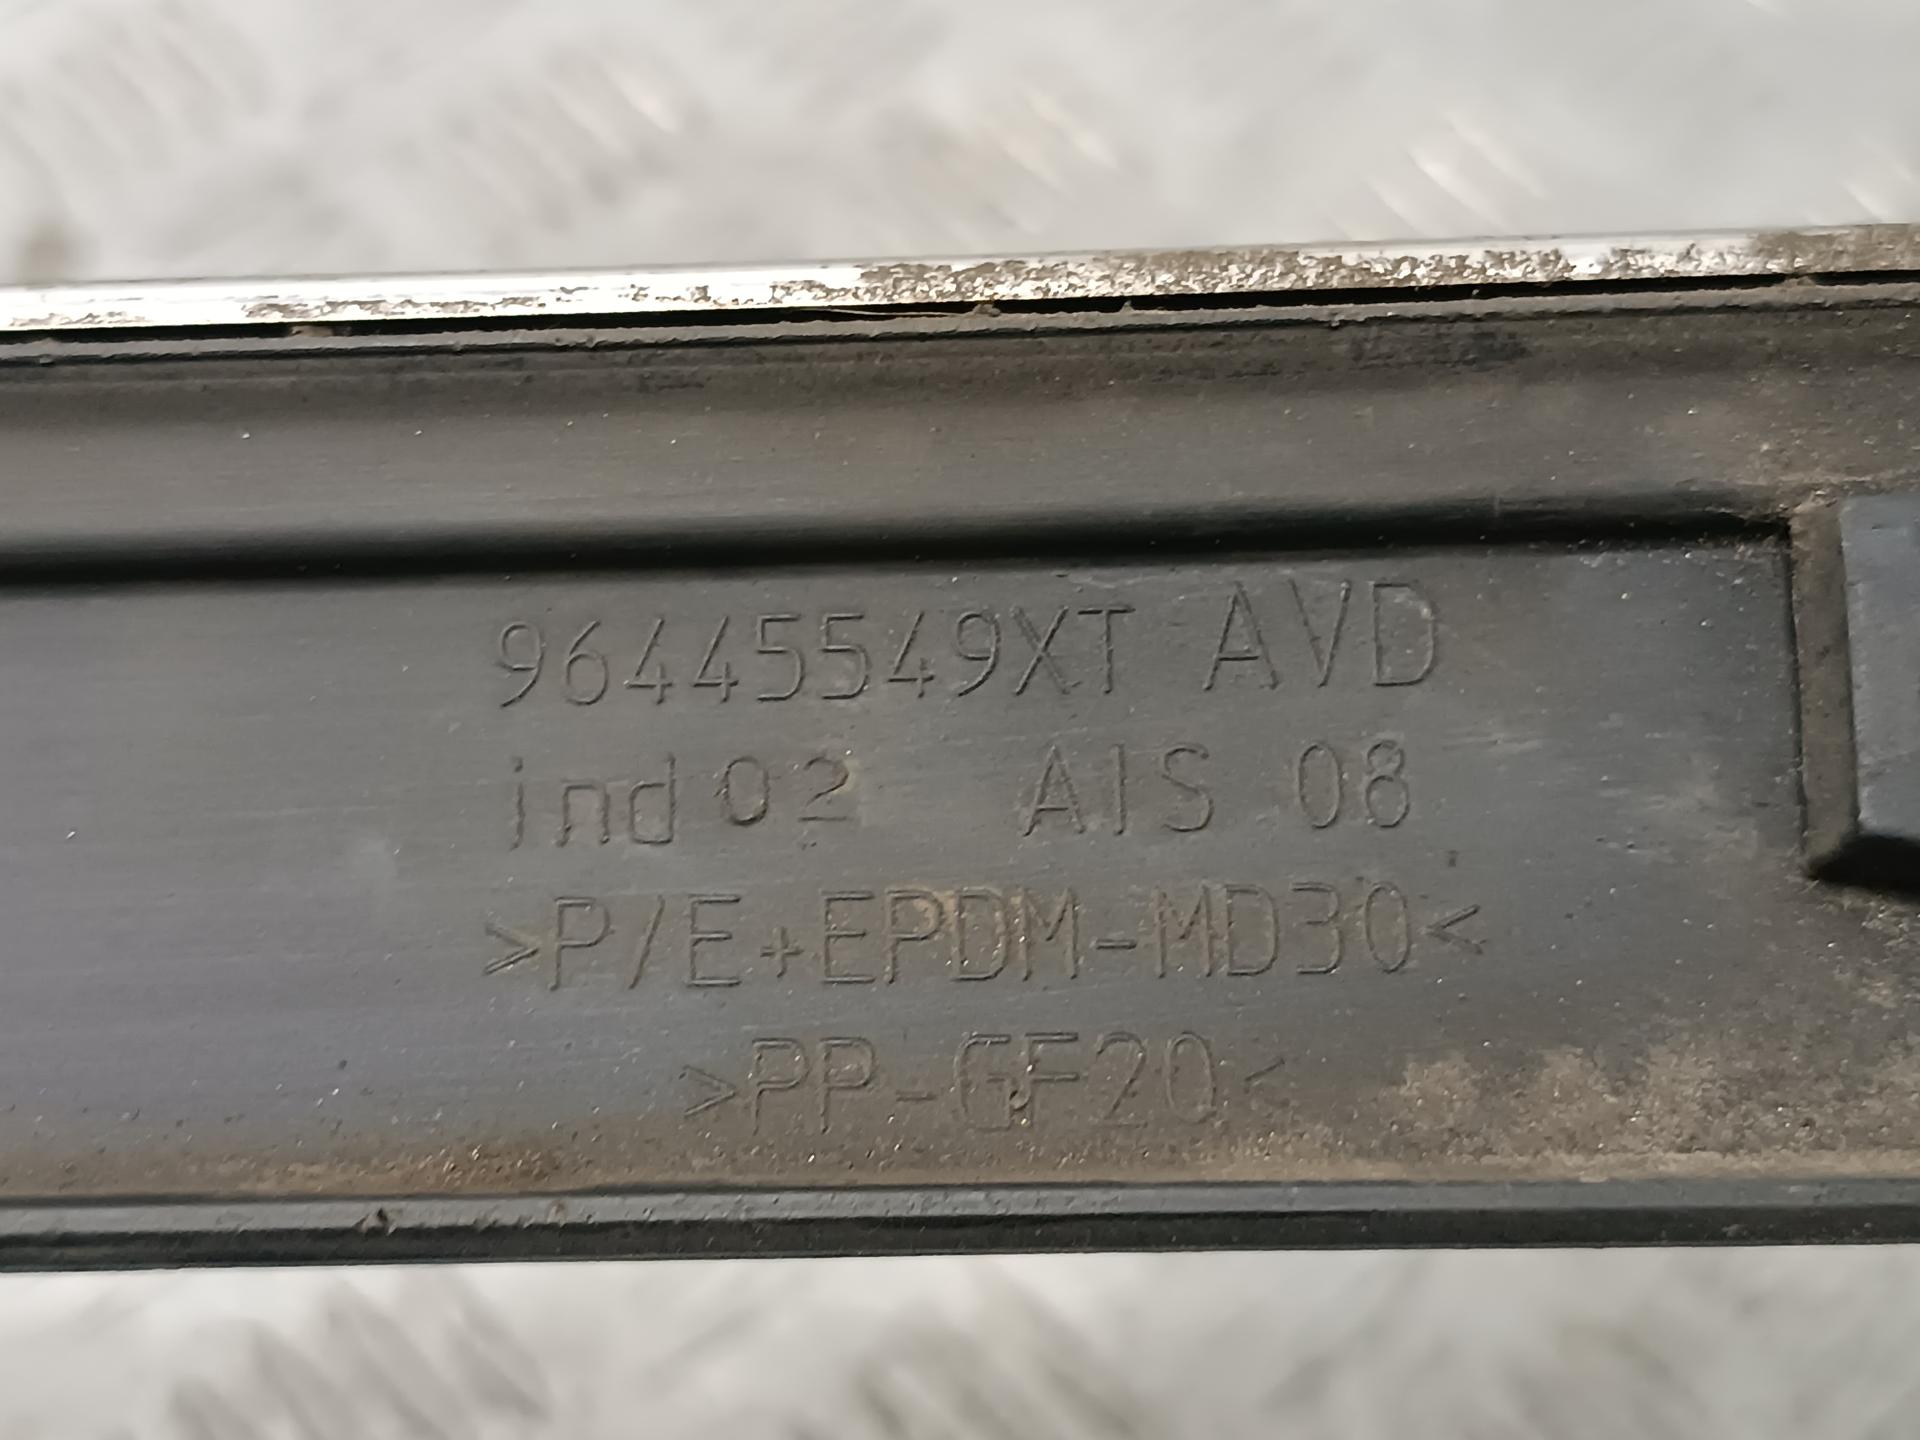 96445549XT AVD
ind 02 AIS 08
>P/E+EPDM-MD30<
>PP-GF20<